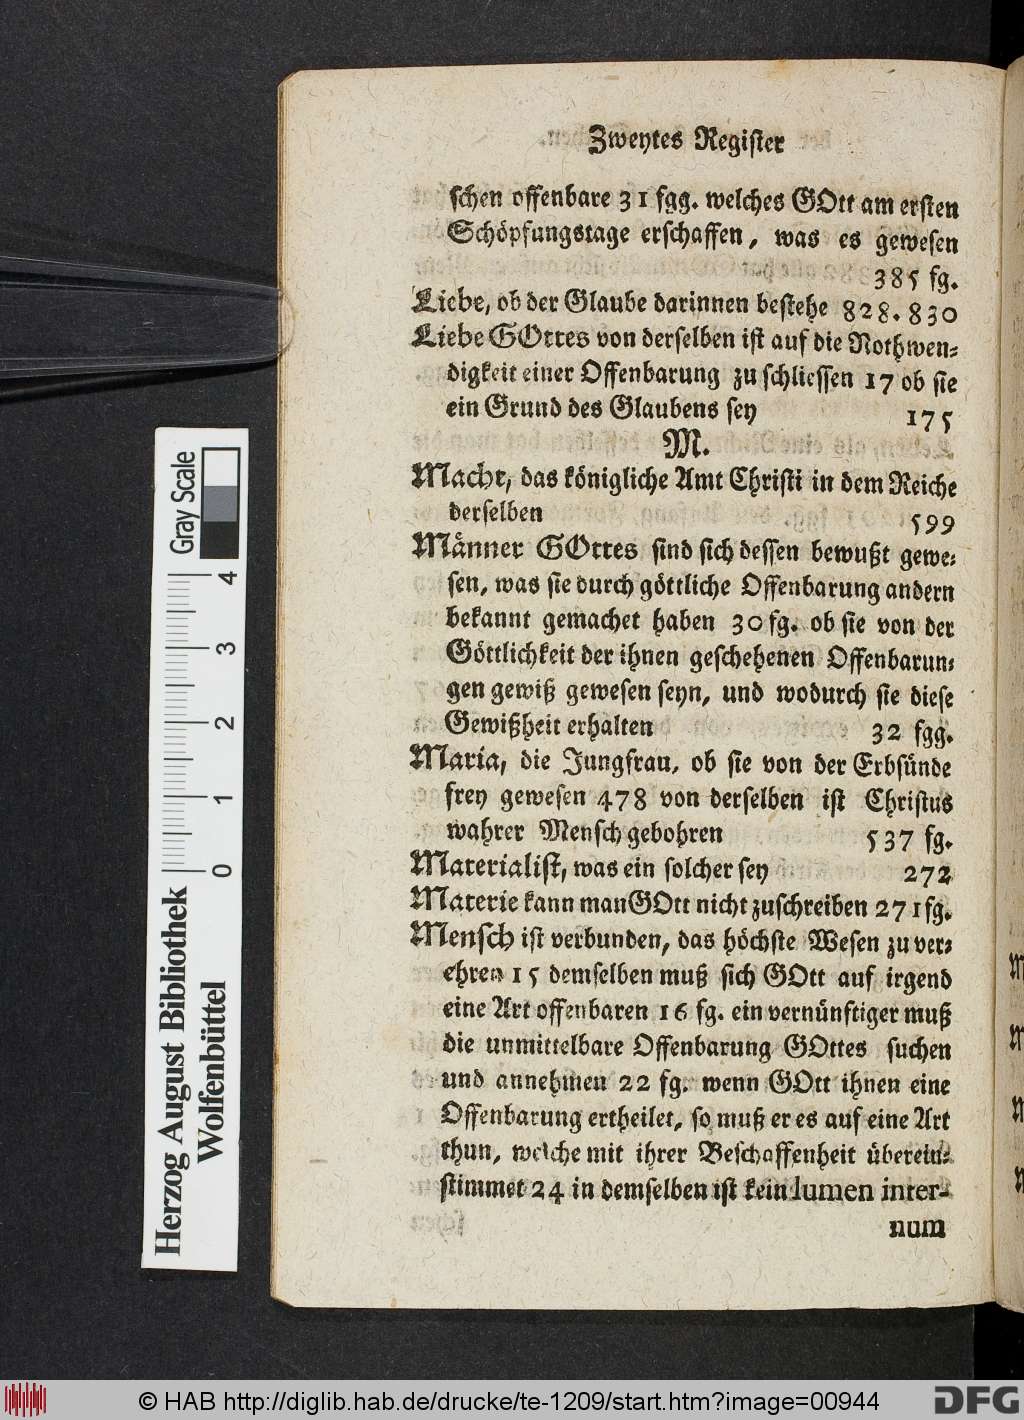 Zweytes Register
schen offenbare 31 fgg. welches GOtt am ersten
Schöpfungstage erschaffen, was es gewesen
385 fg.
Liebe, ob der Glaube darinnen bestehe 828. 830
Liebe GOttes von derselben ist auf die Nothwen-
digkeit einer Offenbarung zu schliessen 17 ob sie
ein Grund des Glaubens sey 175
M.
Macht, das königliche Amt Christi in dem Reiche
derselben 599
Männer GOttes sind sich dessen bewußt gewe-
sen, was sie durch göttliche Offenbarung andern
bekannt gemachet haben 30 fg. ob sie von der
Göttlichkeit der ihnen geschehenen Offenbarun-
gen gewiß gewesen seyn, und wodurch sie diese
Gewißheit erhalten 32 fgg.
Maria, die Jungfrau, ob sie von der Erbsünde
frey gewesen 478 von derselben ist Christus
wahrer Mensch gebohren 537 fg.
Materialist, was ein solcher sey 272
Materie kann man GOtt nicht zuschreiben 271 fg.
Mensch ist verbunden, das höchste Wesen zu ver-
ehren 15 demselben muß sich GOtt auf irgend
eine Art offenbaren 16 fg. ein vernünftiger muß
die unmittelbare Offenbarung GOttes suchen
und annehmen 22 fg. wenn GOtt ihnen eine
Offenbarung ertheilet, so muß er es auf eine Art
thun, welche mit ihrer Beschaffenheit überein-
stimmet 24 in demselben ist kein lumen inter-
num
Herzog August Bibliothek
Wolfenbüttel
0 1 2 3 4
Gray Scale
© HAB http://diglib.hab.de/drucke/te-1209/start.htm?image=00944
DFG